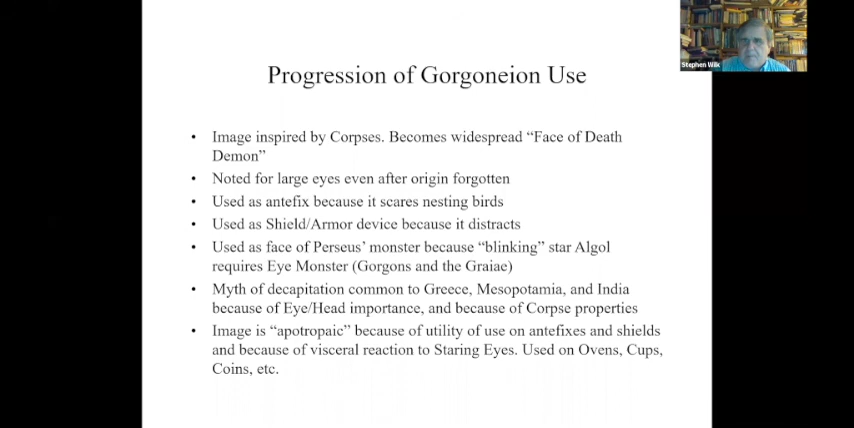 Stephen Wilk
Progression of Gorgoneion Use
• Image inspired by Corpses. Becomes widespread “Face of Death
Demon”
• Noted for large eyes even after origin forgotten
• Used as antefix because it scares nesting birds
• Used as Shield/Armor device because it distracts
• Used as face of Perseus’ monster because “blinking” star Algol
requires Eye Monster (Gorgons and the Graiae)
• Myth of decapitation common to Greece, Mesopotamia, and India
because of Eye/Head importance, and because of Corpse properties
• Image is “apotropaic” because of utility of use on antefixes and shields
and because of visceral reaction to Staring Eyes. Used on Ovens, Cups,
Coins, etc.